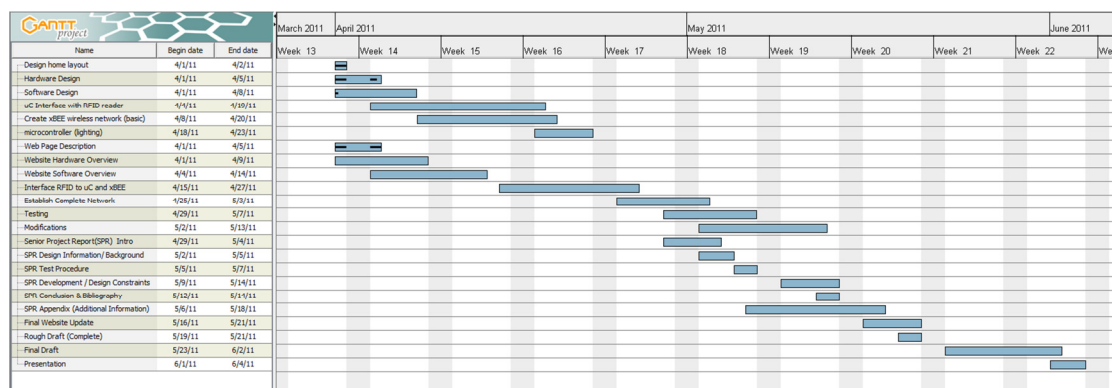 GANTT
project
March 2011 April 2011 May 2011 June 2011
Name Begin date End date Week 13 Week 14 Week 15 Week 16 Week 17 Week 18 Week 19 Week 20 Week 21 Week 22 We
Design home layout 4/1/11 4/2/11
Hardware Design 4/1/11 4/5/11
Software Design 4/1/11 4/8/11
uC Interface with RFID reader 4/4/11 4/19/11
Create xBEE wireless network (basic) 4/8/11 4/20/11
microcontroller (lighting) 4/18/11 4/23/11
Web Page Description 4/1/11 4/5/11
Website Hardware Overview 4/1/11 4/9/11
Website Software Overview 4/4/11 4/14/11
Interface RFID to uC and xBEE 4/15/11 4/27/11
Establish Complete Network 4/25/11 5/3/11
Testing 4/29/11 5/7/11
Modifications 5/2/11 5/13/11
Senior Project Report(SPR) Intro 4/29/11 5/4/11
SPR Design Information/ Background 5/2/11 5/5/11
SPR Test Procedure 5/5/11 5/7/11
SPR Development / Design Constraints 5/9/11 5/14/11
SPR Conclusion & Bibliography 5/12/11 5/14/11
SPR Appendix (Additional Information) 5/6/11 5/18/11
Final Website Update 5/16/11 5/21/11
Rough Draft (Complete) 5/19/11 5/21/11
Final Draft 5/23/11 6/2/11
Presentation 6/1/11 6/4/11